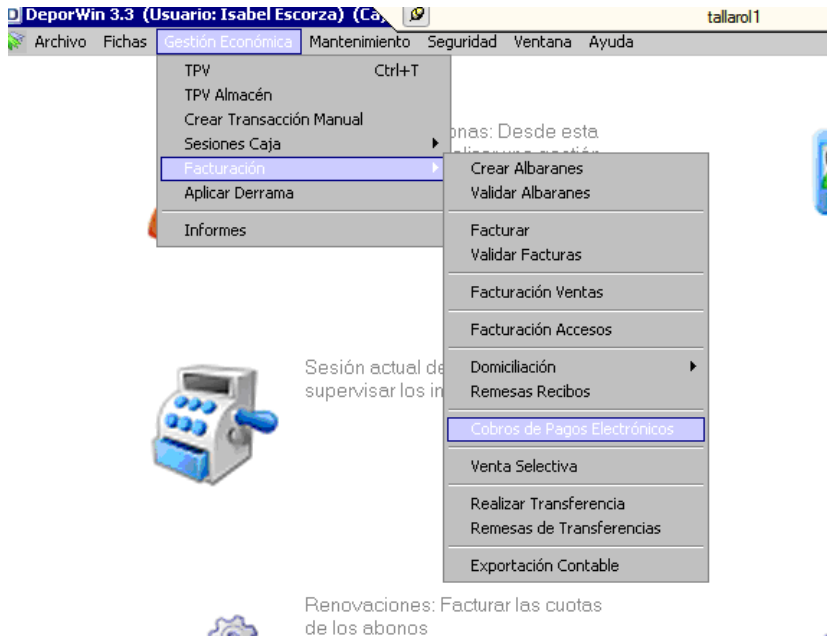 DeporWin 3.3 (Usuario: Isabel Escorza) (Ca
tallarol1
Archivo Fichas Gestión Económica Mantenimiento Seguridad Ventana Ayuda
TPV Ctrl+T
TPV Almacén
Crear Transacción Manual
Sesiones Caja
Facturación
Aplicar Derrama
Informes
onas: Desde esta
Crear Albaranes
Validar Albaranes
Facturar
Validar Facturas
Facturación Ventas
Facturación Accesos
Domiciliación
Remesas Recibos
Cobros de Pagos Electrónicos
Venta Selectiva
Realizar Transferencia
Remesas de Transferencias
Exportación Contable
Sesión actual de
supervisar los in
Renovaciones: Facturar las cuotas
de los abonos